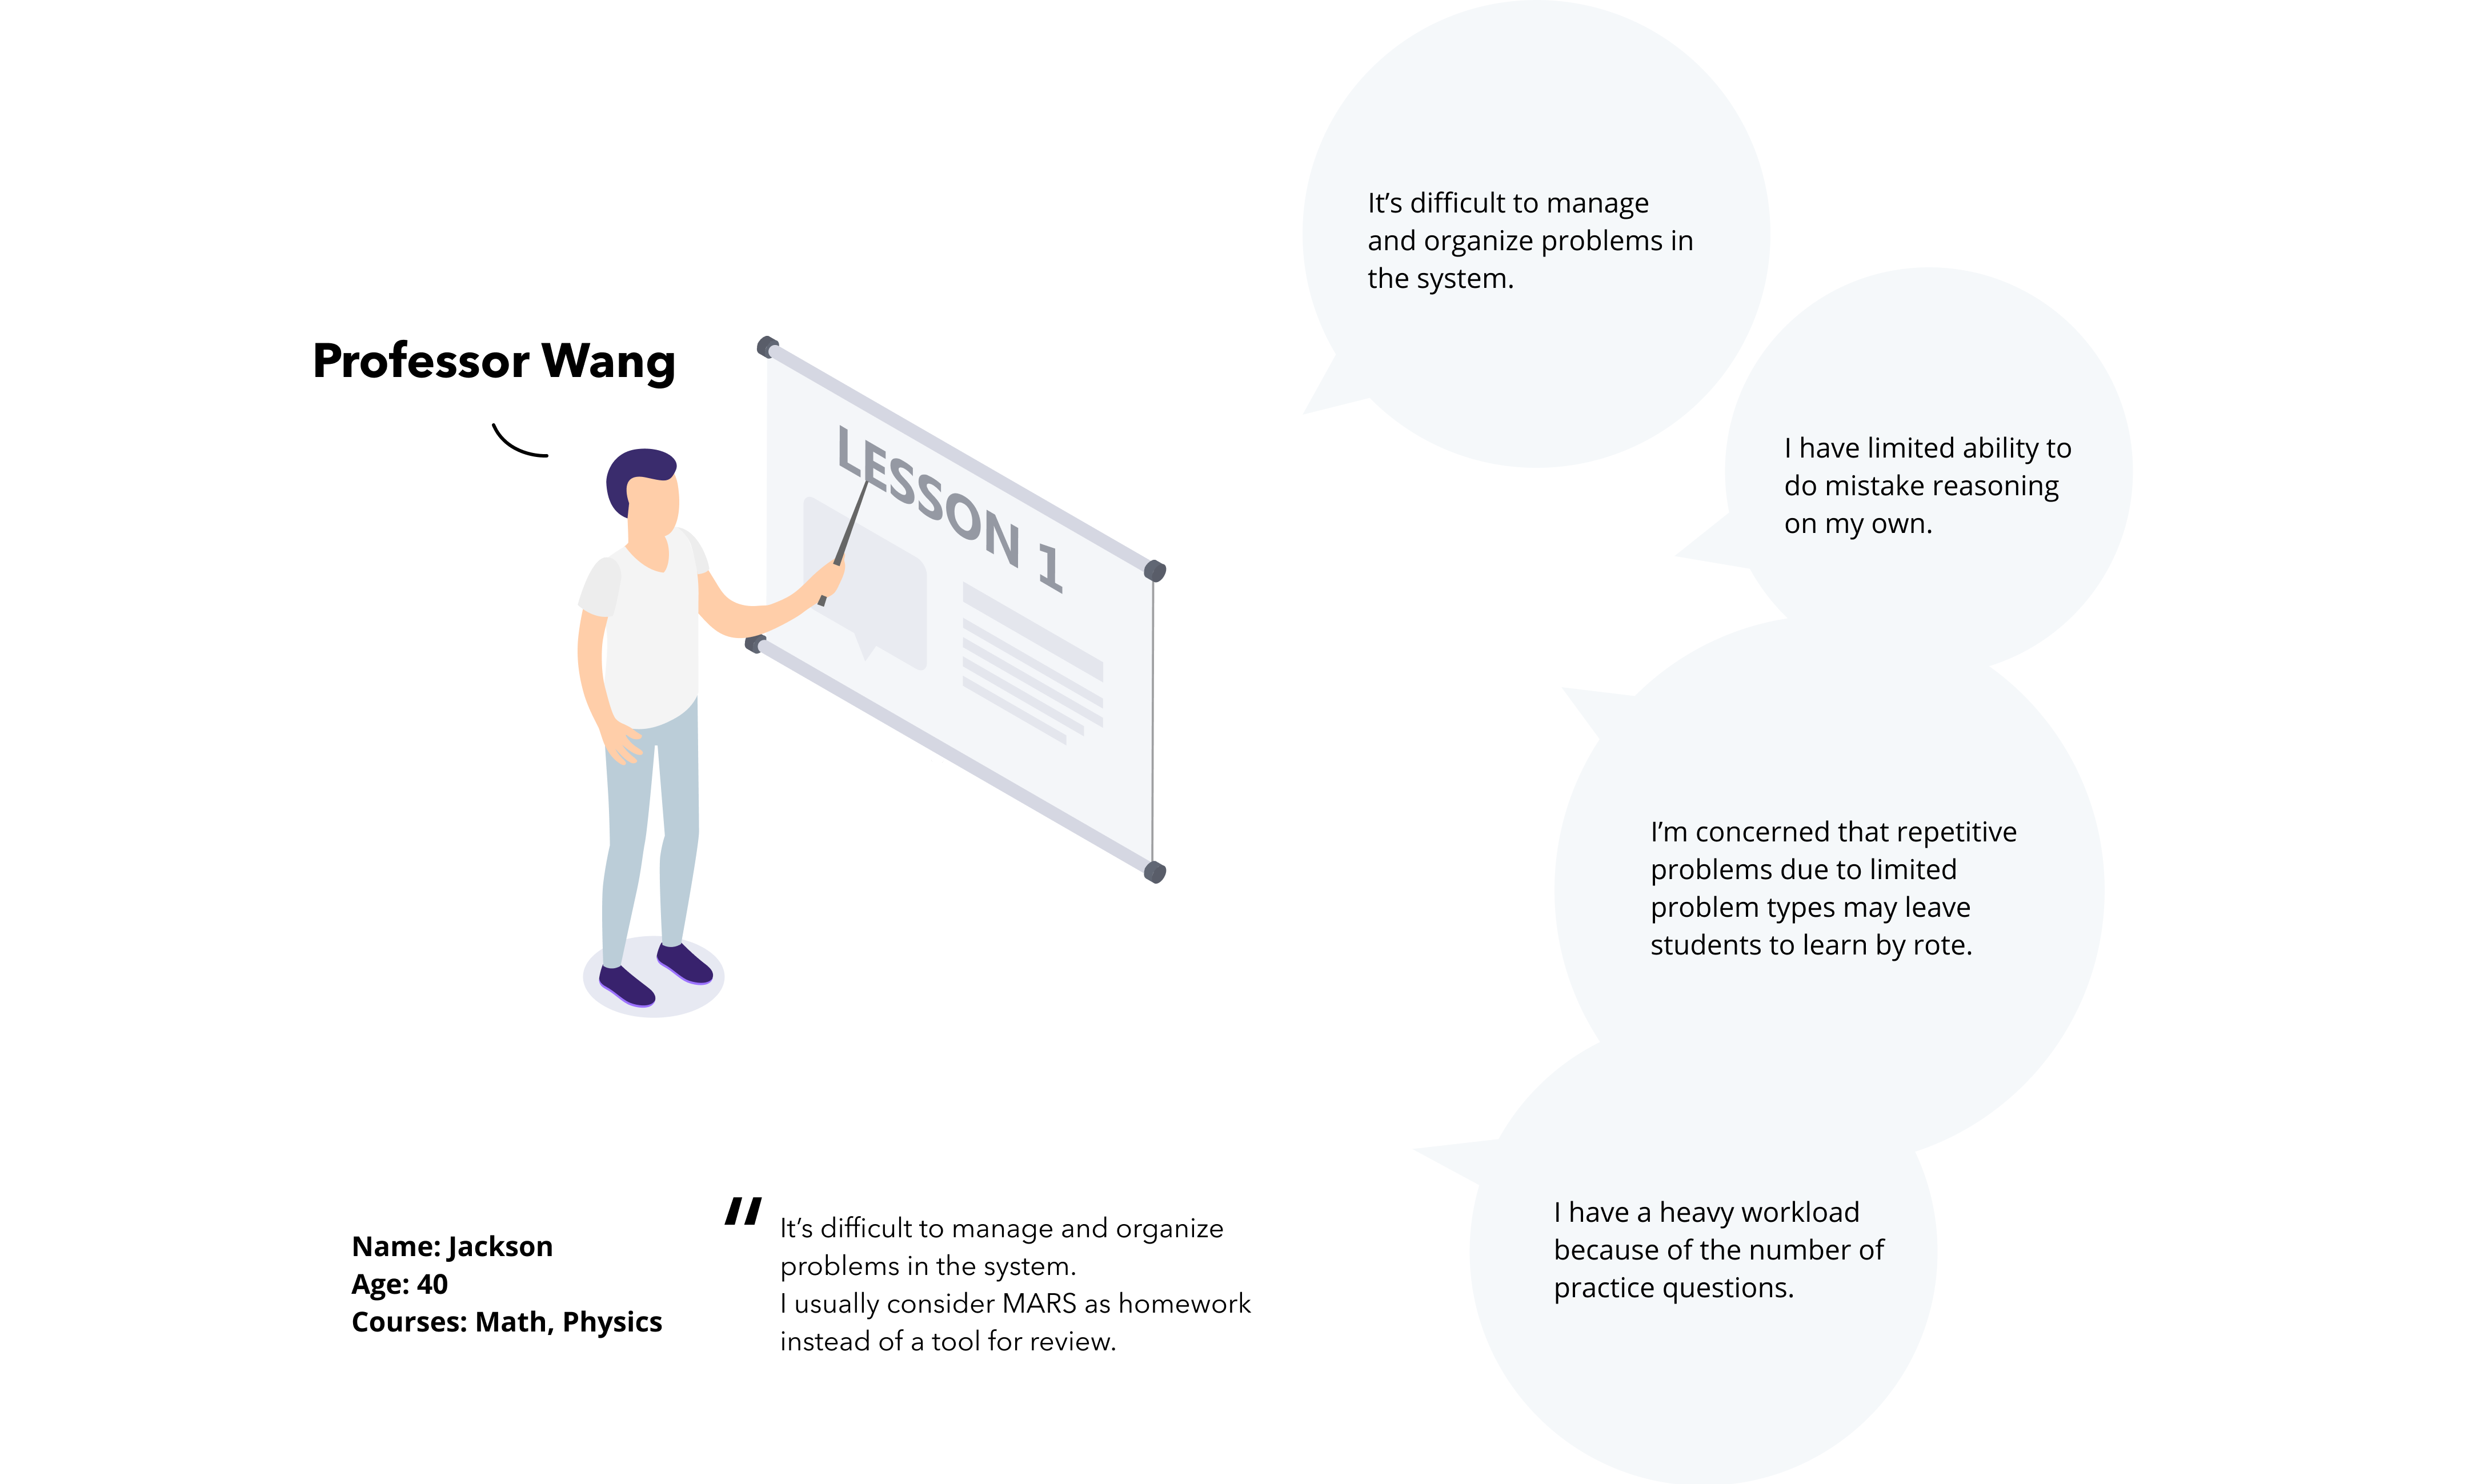 Professor Wang
LESSON 1
Name: Jackson
Age: 40
Courses: Math, Physics
“
It’s difficult to manage and organize
problems in the system.
I usually consider MARS as homework
instead of a tool for review.
It’s difficult to manage
and organize problems in
the system.
I have limited ability to
do mistake reasoning
on my own.
I’m concerned that repetitive
problems due to limited
problem types may leave
students to learn by rote.
I have a heavy workload
because of the number of
practice questions.